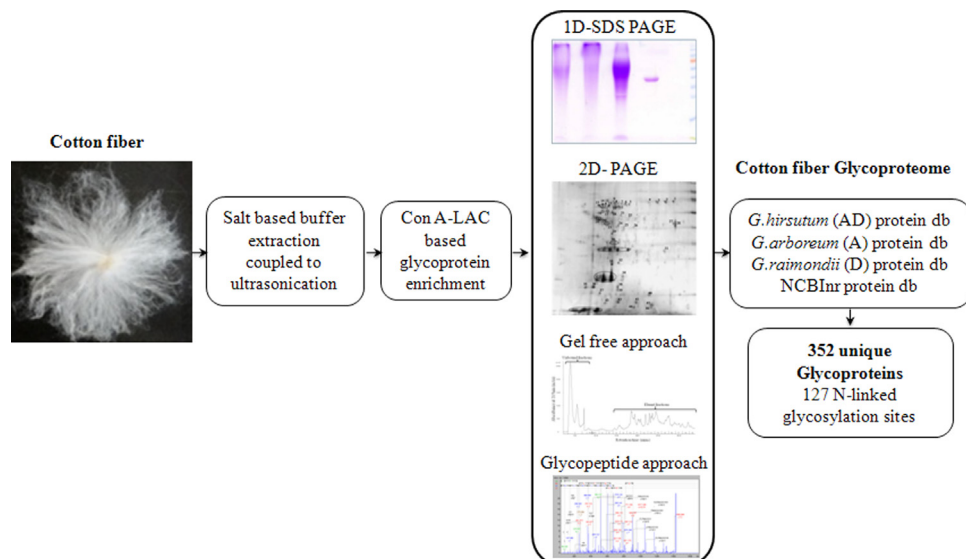 Cotton fiber
Salt based buffer
extraction
coupled to
ultrasonication
Con A-LAC
based
glycoprotein
enrichment
1D-SDS PAGE
2D- PAGE
Gel free approach
Glycopeptide approach
Cotton fiber Glycoproteome
G.hirsutum (AD) protein db
G.arboreum (A) protein db
G.raimondii (D) protein db
NCBInr protein db
352 unique
Glycoproteins
127 N-linked
glycosylation sites